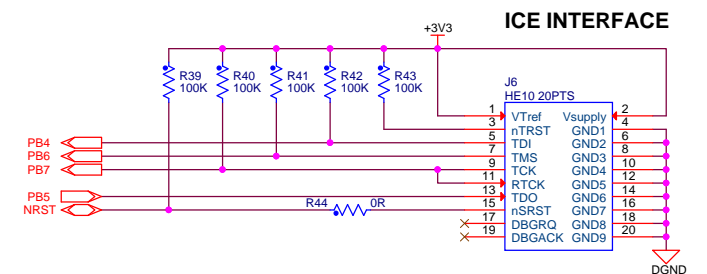 ICE INTERFACE
+3V3
R39
100K
R40
100K
R41
100K
R42
100K
R43
100K
J6
HE10 20PTS
1 VTref Vsupply 2
3 nTRST GND1 4
PB4 5 TDI GND2 6
PB6 7 TMS GND3 8
PB7 9 TCK GND4 10
11 RTCK GND5 12
PB5 13 TDO GND6 14
NRST R44 0R 15 nSRST GND7 16
17 DBGRQ GND8 18
19 DBGACK GND9 20
DGND